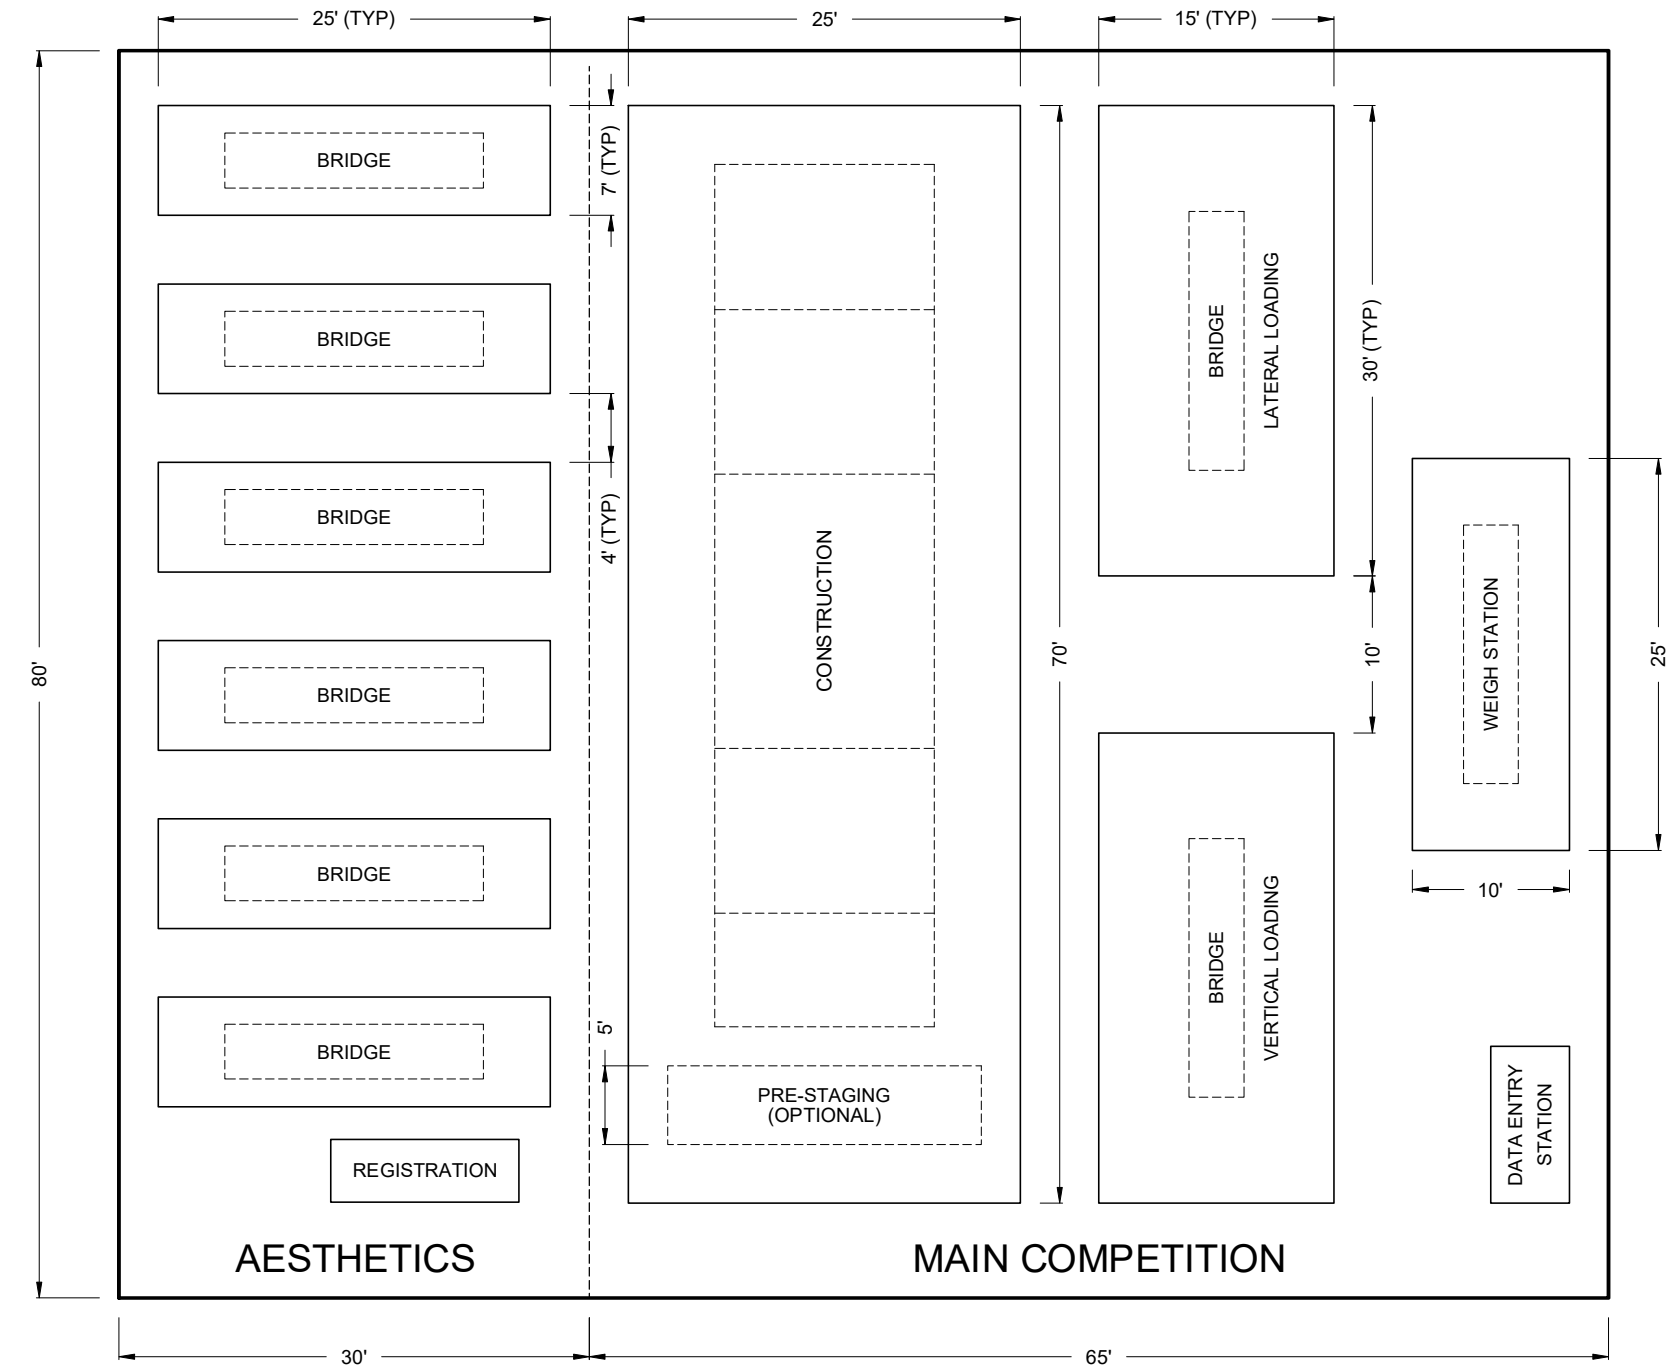 25' (TYP)
25'
15' (TYP)
BRIDGE
7' (TYP)
BRIDGE
BRIDGE
4' (TYP)
BRIDGE
BRIDGE
BRIDGE
REGISTRATION
AESTHETICS
80'
30'
CONSTRUCTION
70'
5'
PRE-STAGING
(OPTIONAL)
BRIDGE
LATERAL LOADING
30' (TYP)
10'
BRIDGE
VERTICAL LOADING
WEIGH STATION
25'
10'
DATA ENTRY
STATION
MAIN COMPETITION
65'